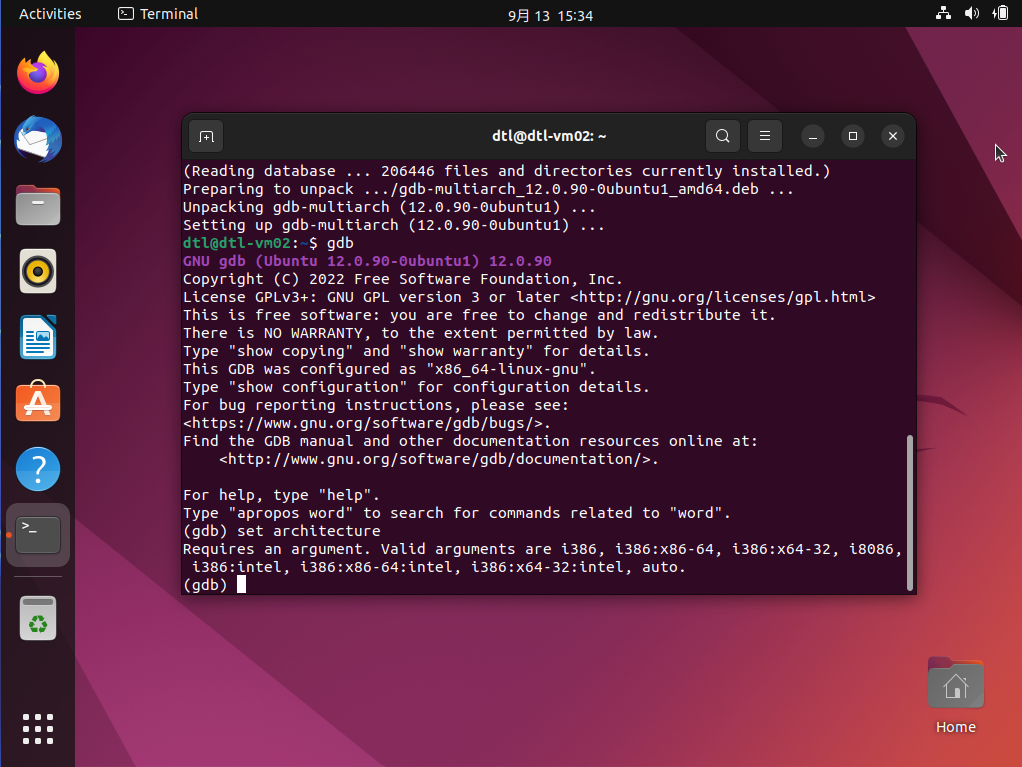 Activities
Terminal
9月 13 15:34
dtl@dtl-vm02: ~
(Reading database ... 206446 files and directories currently installed.)
Preparing to unpack .../gdb-multiarch_12.0.90-0ubuntu1_amd64.deb ...
Unpacking gdb-multiarch (12.0.90-0ubuntu1) ...
Setting up gdb-multiarch (12.0.90-0ubuntu1) ...
dtl@dtl-vm02:~$ gdb
GNU gdb (Ubuntu 12.0.90-0ubuntu1) 12.0.90
Copyright (C) 2022 Free Software Foundation, Inc.
License GPLv3+: GNU GPL version 3 or later <http://gnu.org/licenses/gpl.html>
This is free software: you are free to change and redistribute it.
There is NO WARRANTY, to the extent permitted by law.
Type "show copying" and "show warranty" for details.
This GDB was configured as "x86_64-linux-gnu".
Type "show configuration" for configuration details.
For bug reporting instructions, please see:
<https://www.gnu.org/software/gdb/bugs/>.
Find the GDB manual and other documentation resources online at:
<http://www.gnu.org/software/gdb/documentation/>.
For help, type "help".
Type "apropos word" to search for commands related to "word".
(gdb) set architecture
Requires an argument. Valid arguments are i386, i386:x86-64, i386:x64-32, i8086,
i386:intel, i386:x86-64:intel, i386:x64-32:intel, auto.
(gdb)
Home